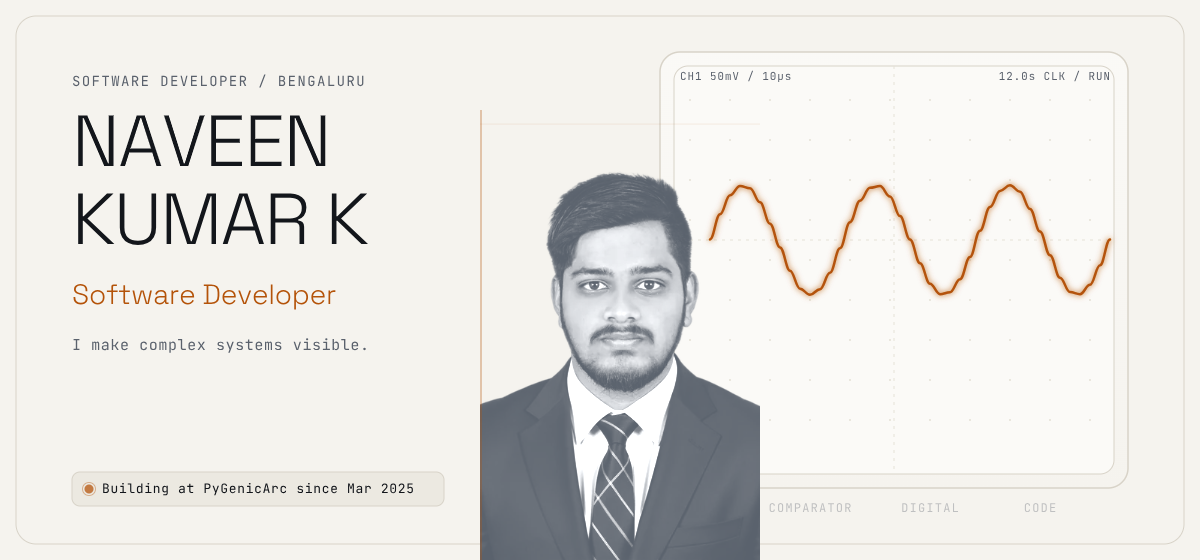 SOFTWARE DEVELOPER / BENGALURU
NAVEEN
KUMAR K
Software Developer
I make complex systems visible.
Building at PyGenicArc since Mar 2025
CH1 50mV / 10µs
12.0s CLK / RUN
COMPARATOR
DIGITAL
CODE